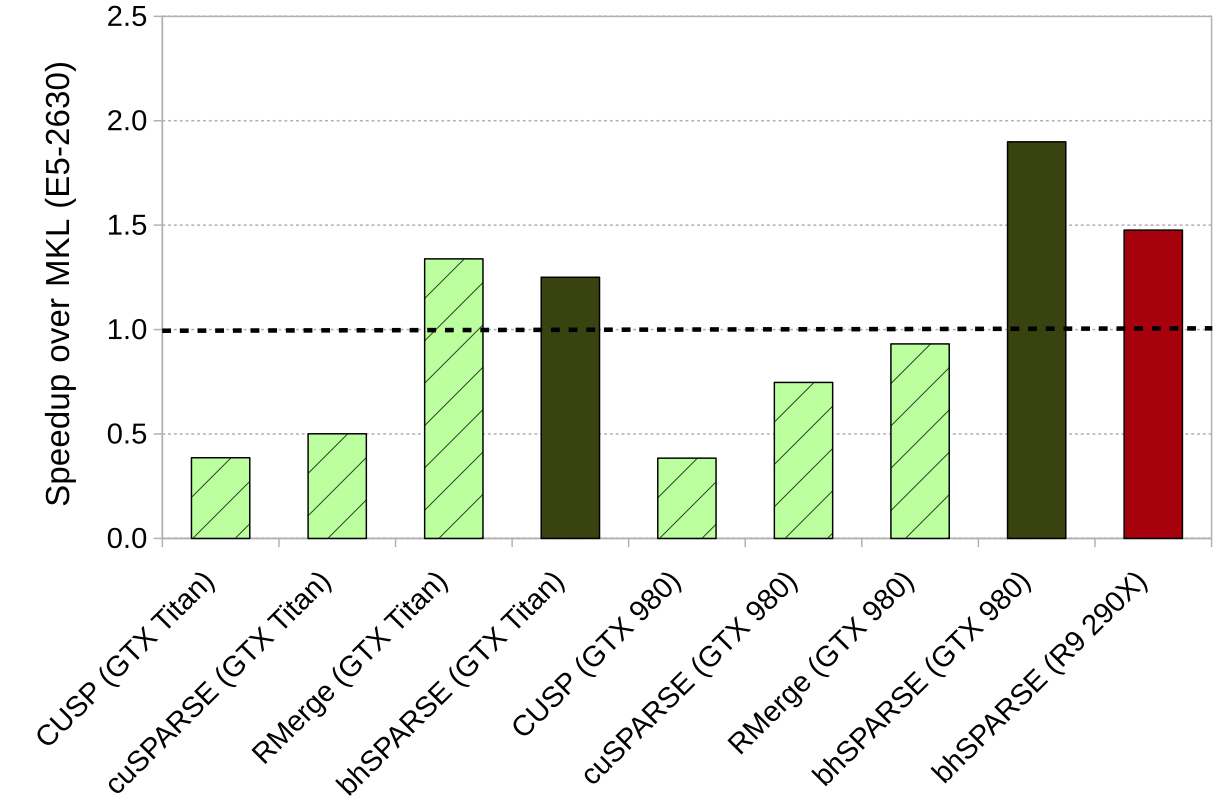 Speedup over MKL (E5-2630)
2.5
2.0
1.5
1.0
0.5
0.0
CUSP (GTX Titan)
cuSPARSE (GTX Titan)
RMerge (GTX Titan)
bhSPARSE (GTX Titan)
CUSP (GTX 980)
cuSPARSE (GTX 980)
RMerge (GTX 980)
bhSPARSE (GTX 980)
bhSPARSE (R9 290X)